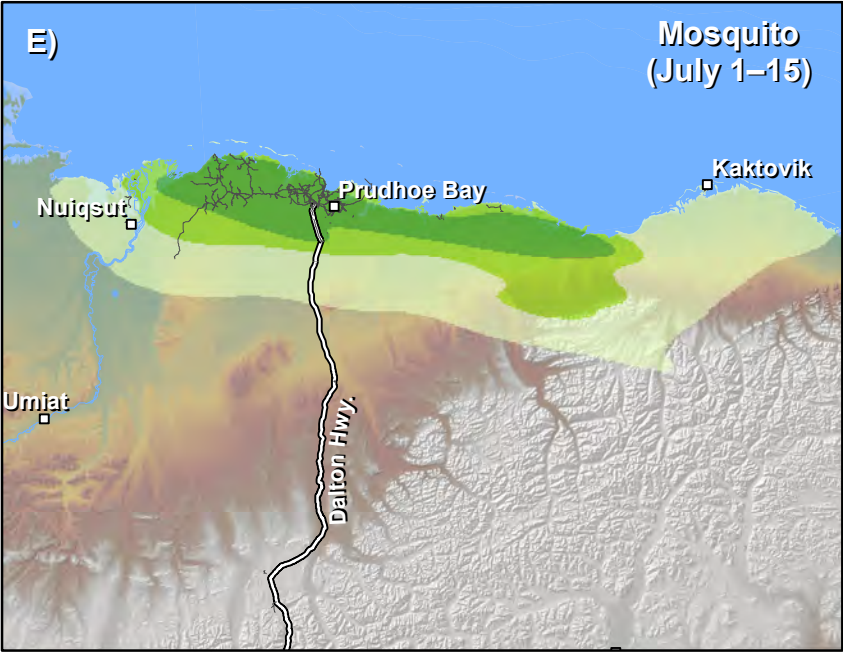 E)
Mosquito
(July 1–15)
Kaktovik
Prudhoe Bay
Nuiqsut
Umiat
Dalton Hwy.